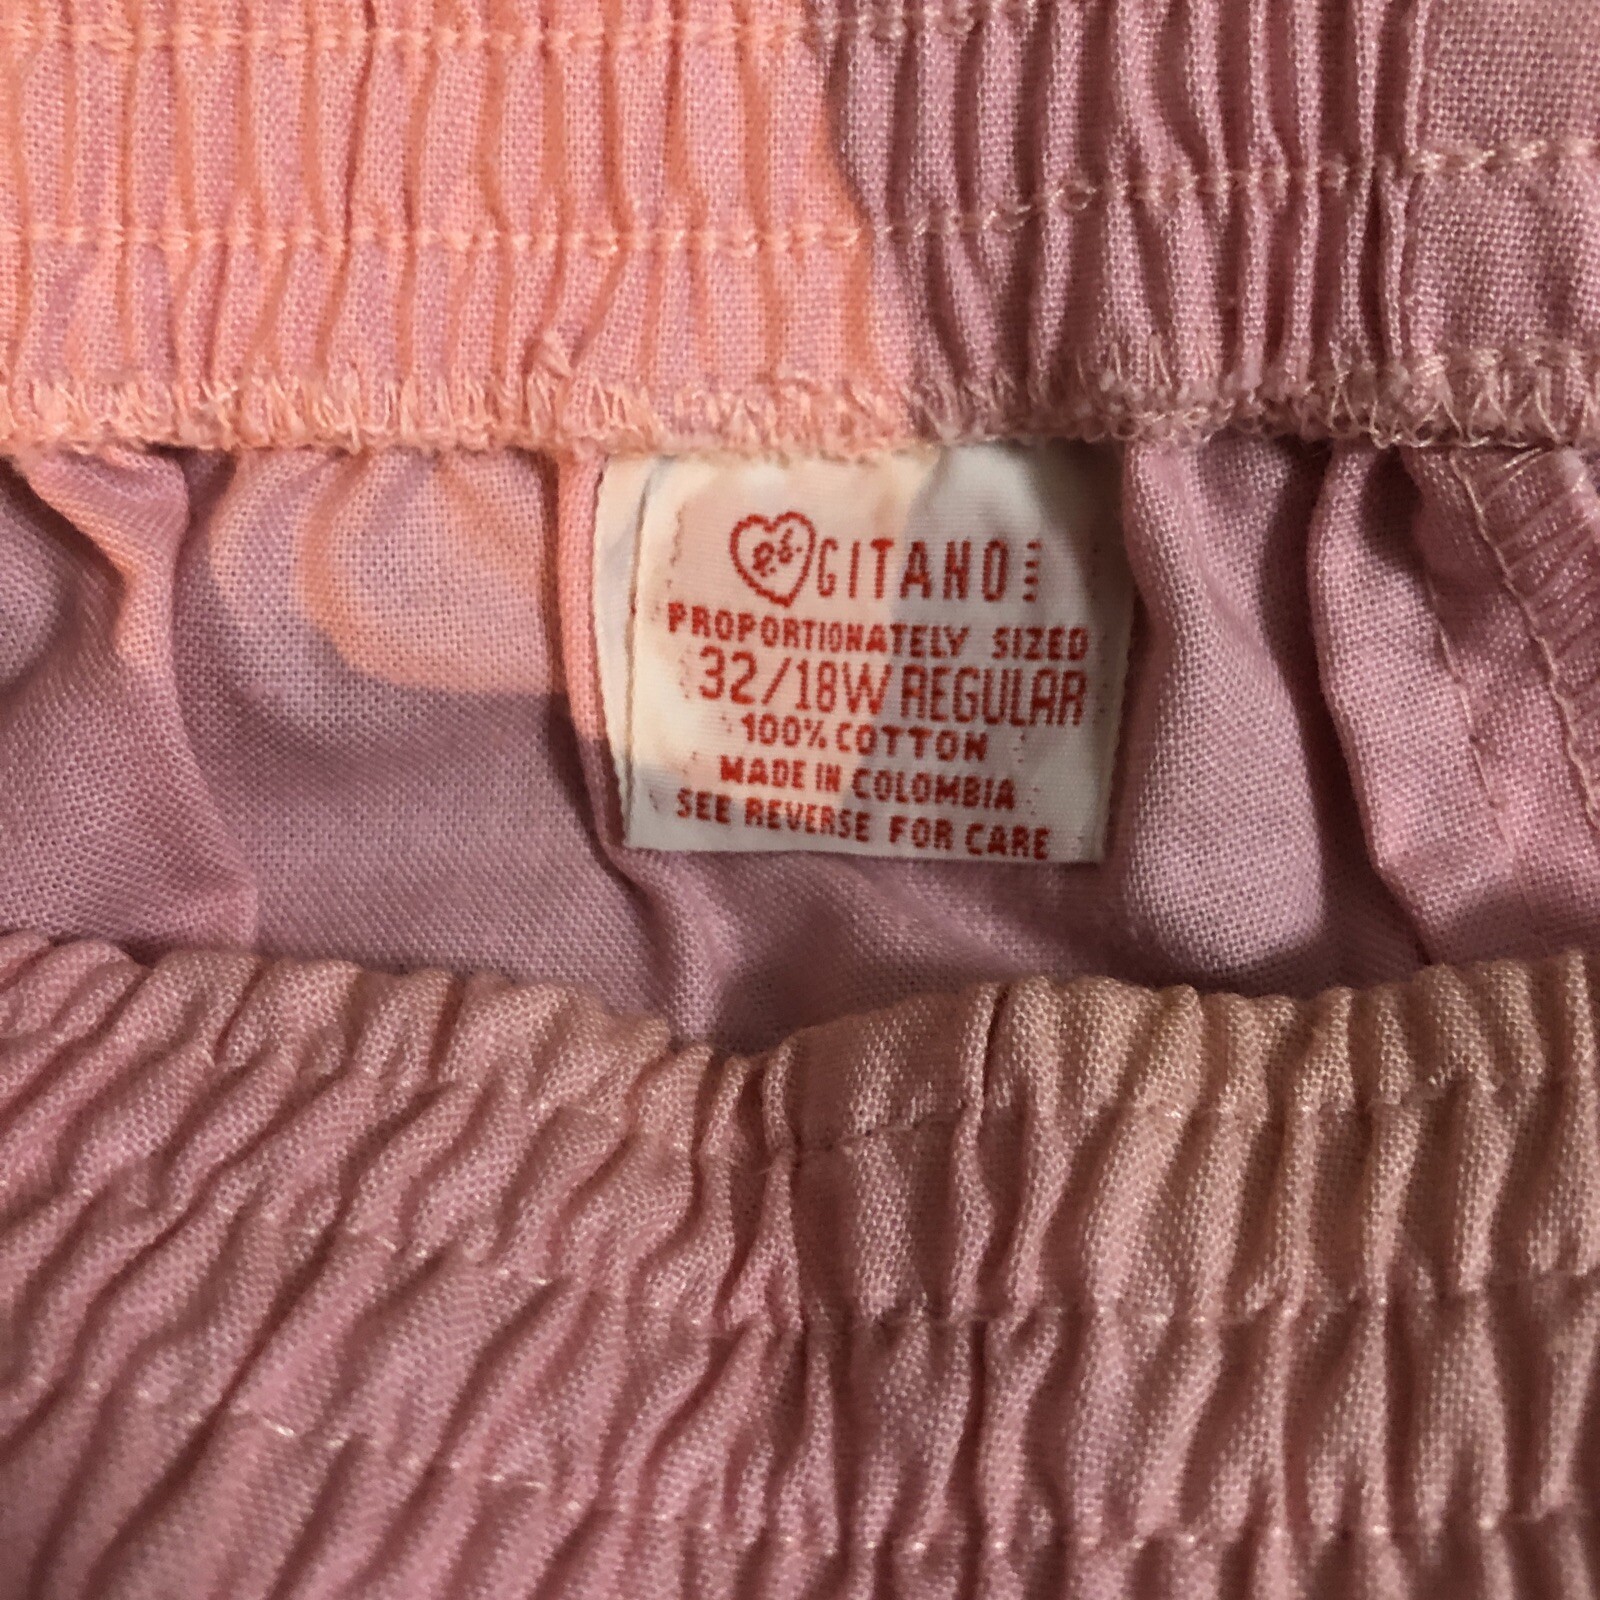 GITANO
PROPORTIONATELY SIZED
32/18W REGULAR
100% COTTON
MADE IN COLOMBIA
SEE REVERSE FOR CARE